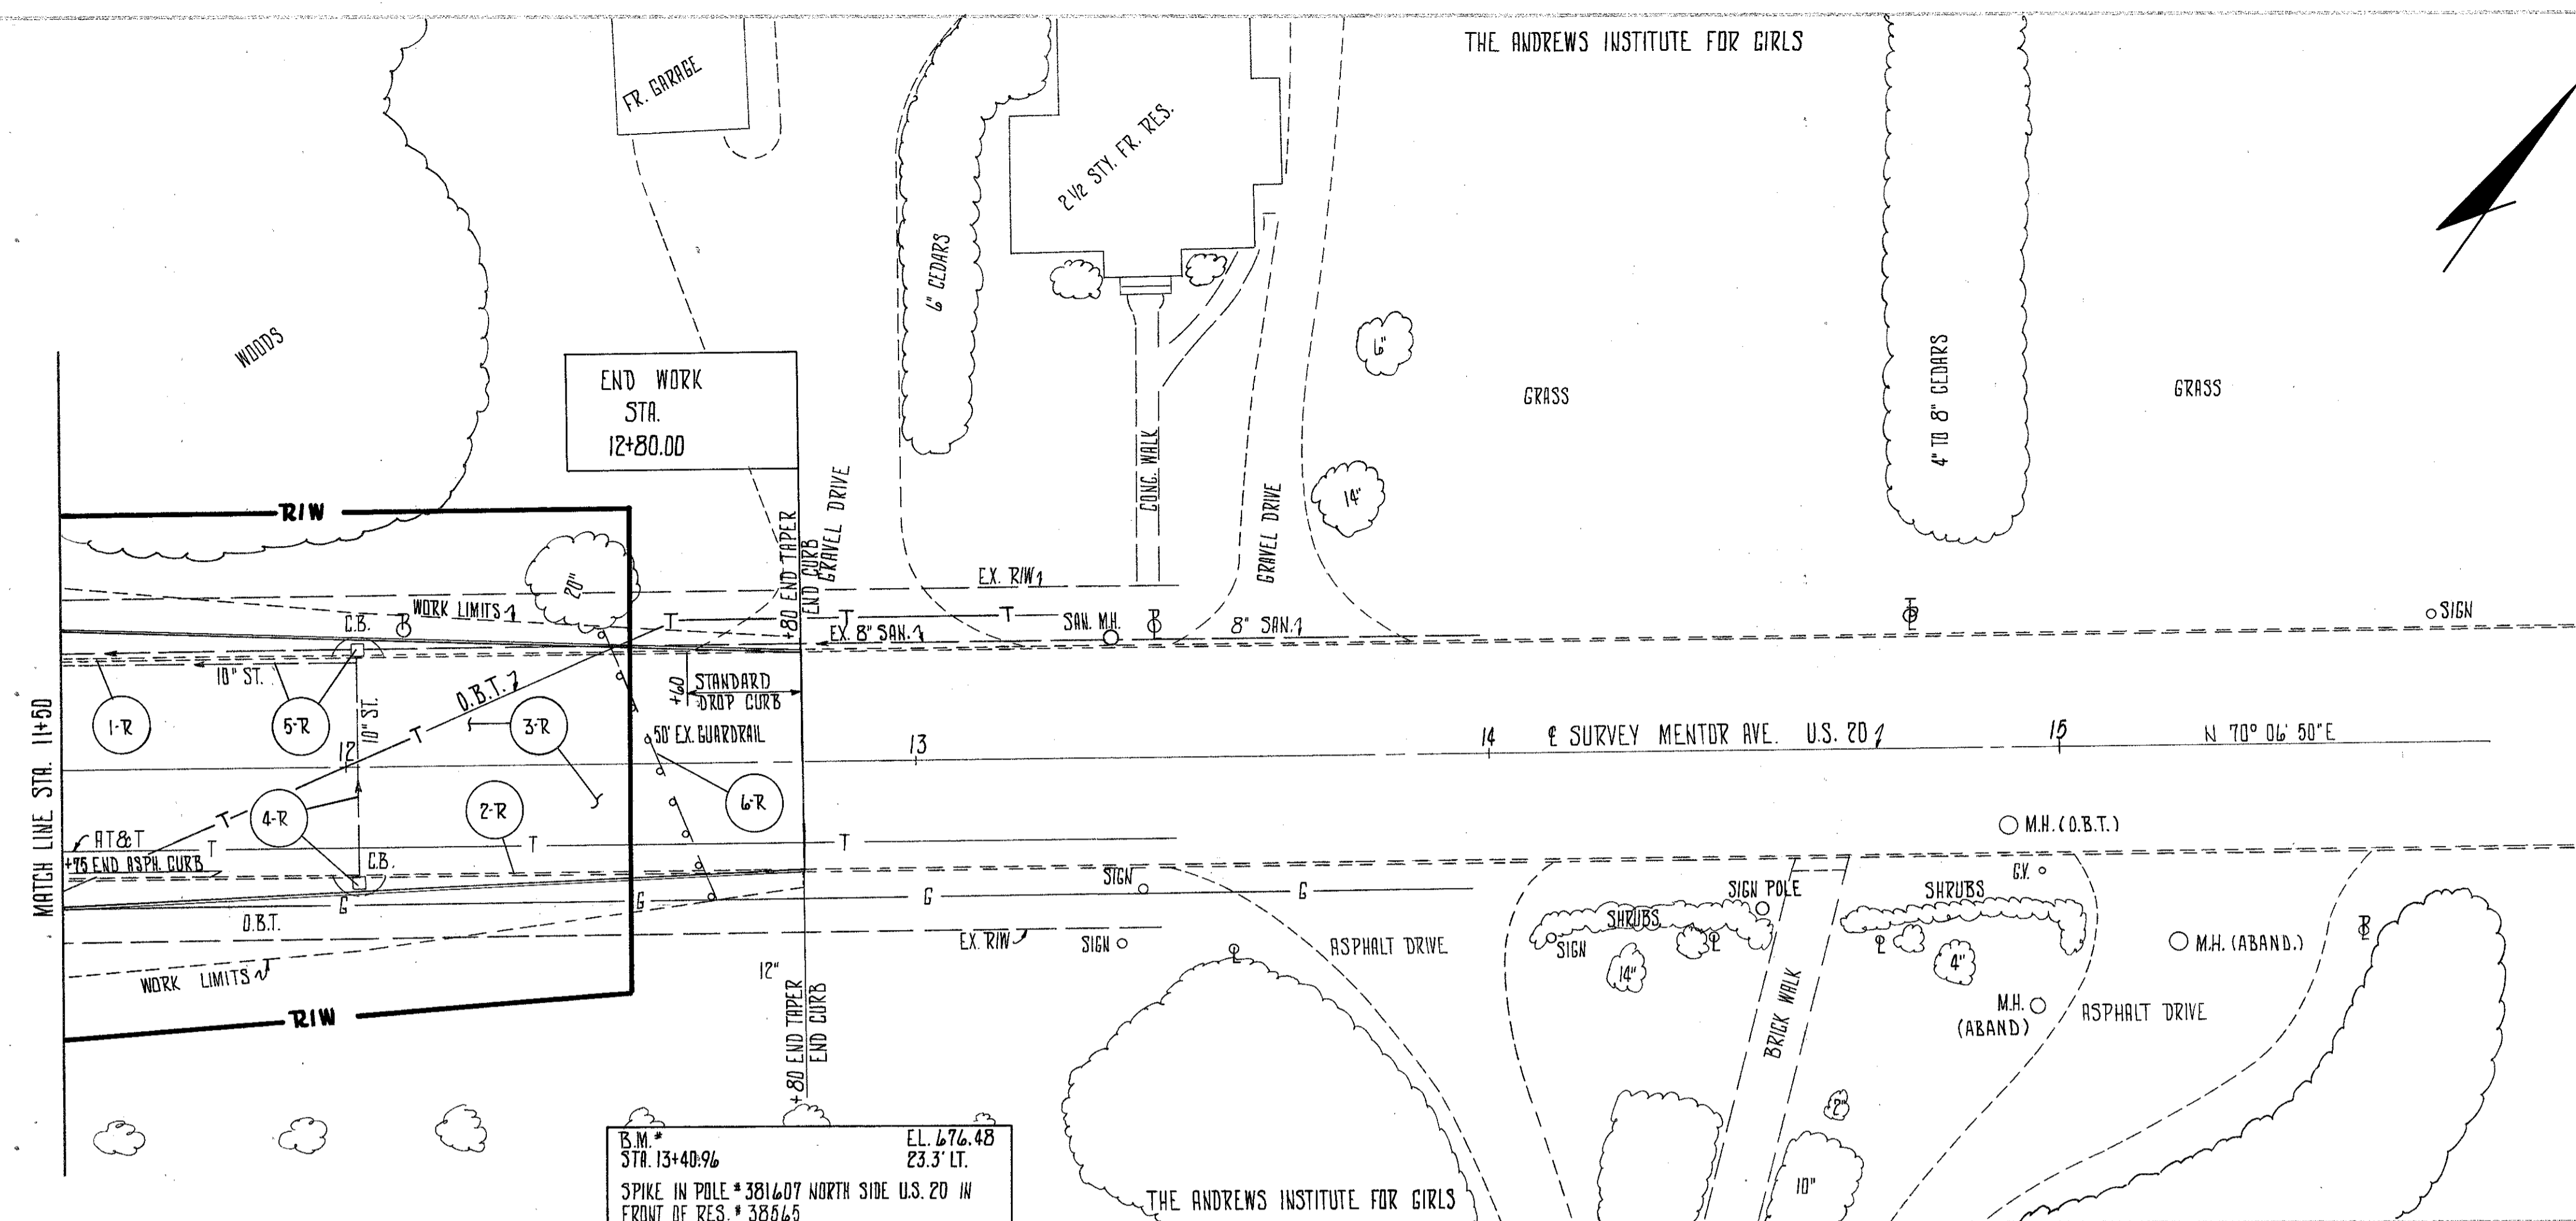 THE ANDREWS INSTITUTE FOR GIRLS
FR. GARAGE
2 1/2 STY. FR. RES.
6" CEDARS
WOODS
END WORK
STA.
12+80.00
6"
GRASS
4" TO 8" CEDARS
GRASS
CONC. WALK
14"
GRAVEL DRIVE
GRAVEL DRIVE
R/W
+80 END TAPER
END CURB
20"
EX. R/W
WORK LIMITS
C.B.
T
T
T
EX. 8" SAN.
SAN. M.H.
8" SAN.
SIGN
10" ST.
O.B.T.
+60
STANDARD
DROP CURB
1-R
5-R
10" ST.
3-R
T
50' EX. GUARDRAIL
MATCH LINE STA. 11+50
12
13
14
℄ SURVEY MENTOR AVE. U.S. 20
15
N 70° 06' 50"E
4-R
2-R
6-R
T
AT&T
T
T
T
M.H. (O.B.T.)
+75 END ASPH. CURB
C.B.
G
G
G
G
SIGN
SIGN POLE
SHRUBS
G.V.
O.B.T.
EX. R/W
SIGN
SHRUBS
SIGN
ASPHALT DRIVE
M.H. (ABAND.)
WORK LIMITS
12"
14"
4"
R/W
+80 END TAPER
END CURB
BRICK WALK
M.H.
(ABAND)
ASPHALT DRIVE
2"
10"
B.M.# EL. 676.48
STA. 13+40.96 23.3' LT.
SPIKE IN POLE # 381607 NORTH SIDE U.S. 20 IN
FRONT OF RES. # 38565
THE ANDREWS INSTITUTE FOR GIRLS